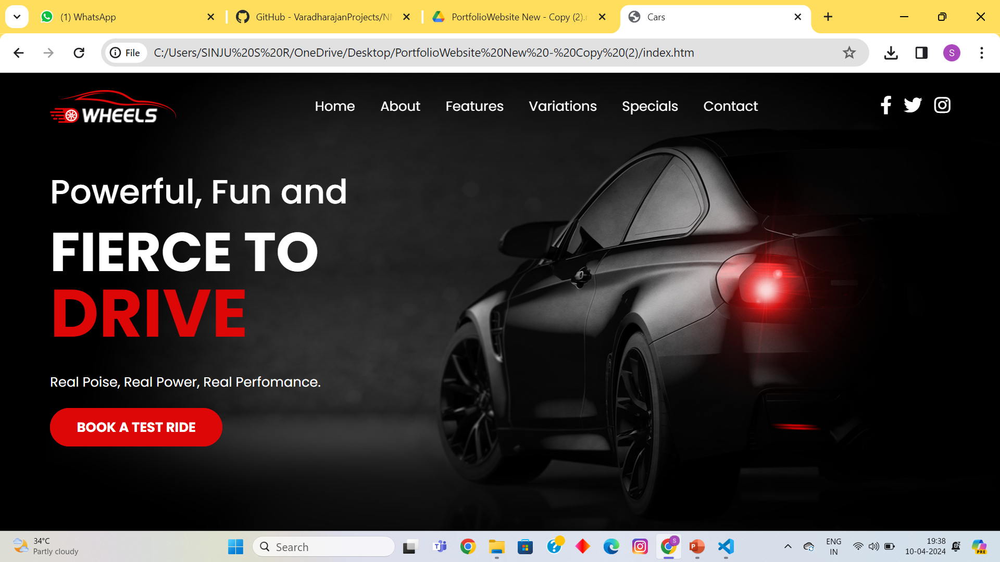 (1) WhatsApp
GitHub - VaradharajanProjects/
PortfolioWebsite New - Copy (2).
Cars
File
C:/Users/SINJU%20S%20R/OneDrive/Desktop/PortfolioWebsite%20New%20-%20Copy%20(2)/index.htm
S
WHEELS
Home
About
Features
Variations
Specials
Contact
Powerful, Fun and
FIERCE TO
DRIVE
Real Poise, Real Power, Real Perfomance.
BOOK A TEST RIDE
34°C
Partly cloudy
Search
S
ENG
IN
19:38
10-04-2024
PRE